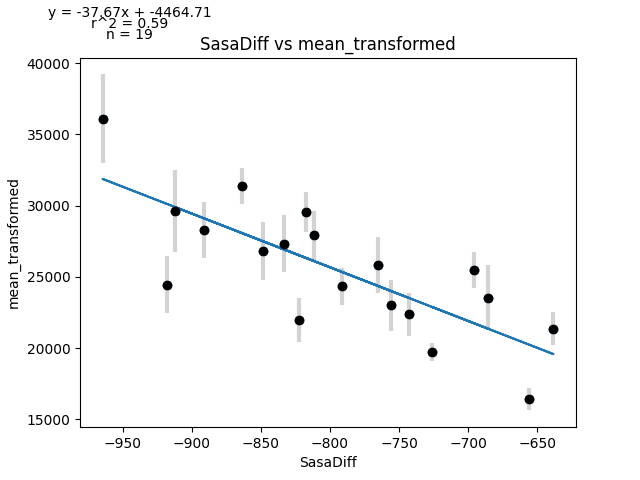 y = -37.67x + -4464.71
r^2 = 0.59
n = 19
SasaDiff vs mean_transformed
40000
35000
30000
25000
20000
15000
mean_transformed
−950 −900 −850 −800 −750 −700 −650
SasaDiff